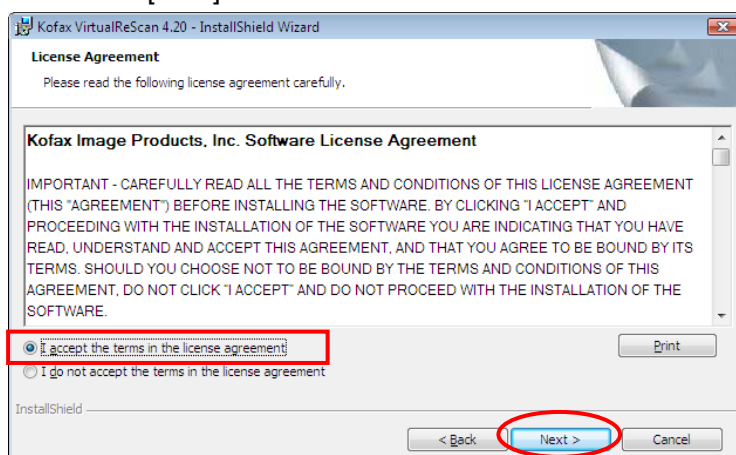 Kofax VirtualReScan 4.20 - InstallShield Wizard
License Agreement
Please read the following license agreement carefully.
Kofax Image Products, Inc. Software License Agreement
IMPORTANT - CAREFULLY READ ALL THE TERMS AND CONDITIONS OF THIS LICENSE AGREEMENT
(THIS "AGREEMENT") BEFORE INSTALLING THE SOFTWARE. BY CLICKING "I ACCEPT" AND
PROCEEDING WITH THE INSTALLATION OF THE SOFTWARE YOU ARE INDICATING THAT YOU HAVE
READ, UNDERSTAND AND ACCEPT THIS AGREEMENT, AND THAT YOU AGREE TO BE BOUND BY ITS
TERMS. SHOULD YOU CHOOSE NOT TO BE BOUND BY THE TERMS AND CONDITIONS OF THIS
AGREEMENT, DO NOT CLICK "I ACCEPT" AND DO NOT PROCEED WITH THE INSTALLATION OF THE
SOFTWARE.
I accept the terms in the license agreement
Print
I do not accept the terms in the license agreement
InstallShield
< Back Next > Cancel